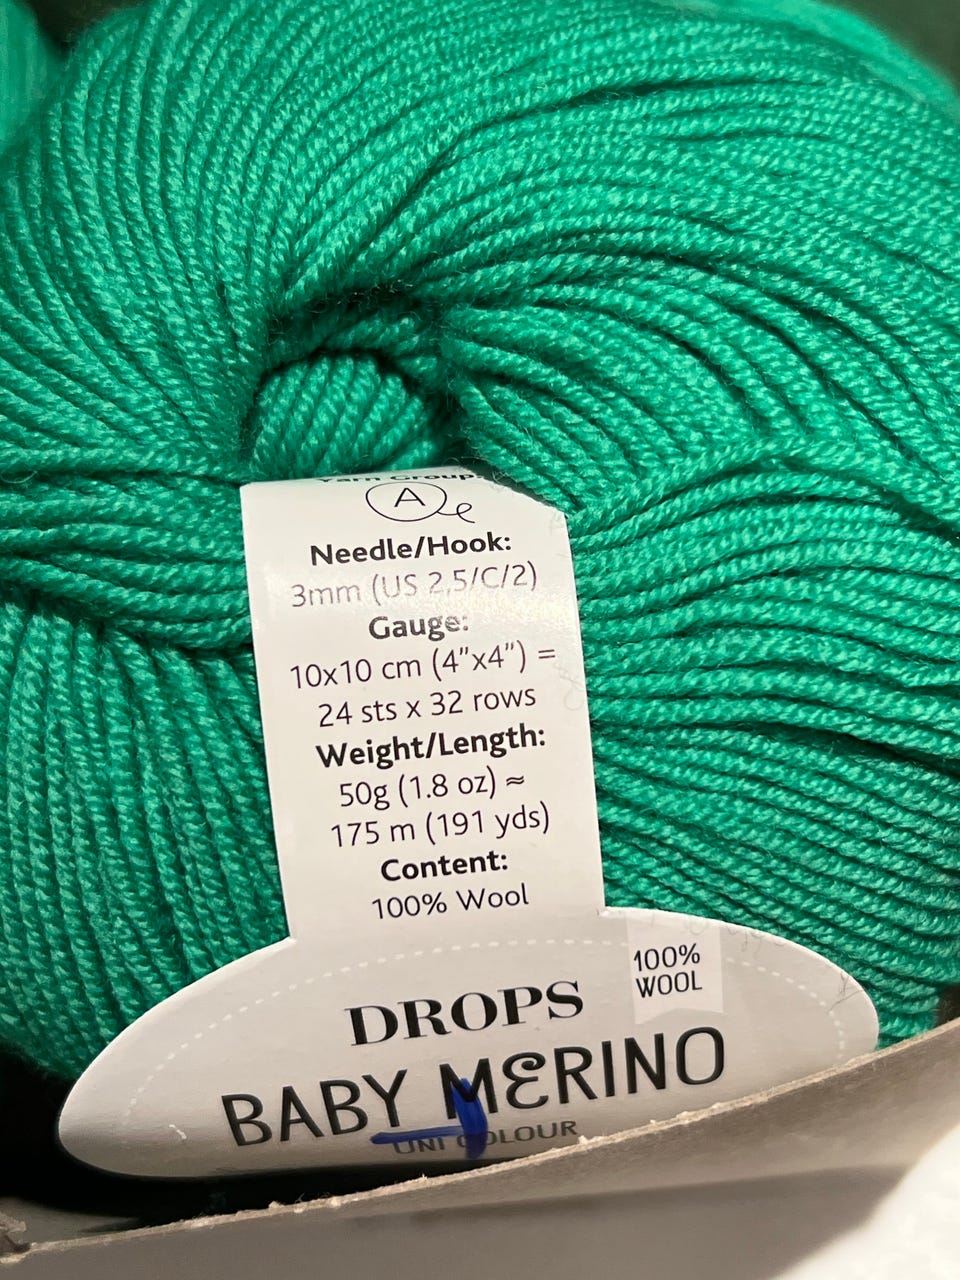 Yarn Group:
A
Needle/Hook:
3mm (US 2,5/C/2)
Gauge:
10x10 cm (4"x4") =
24 sts x 32 rows
Weight/Length:
50g (1.8 oz) ≈
175 m (191 yds)
Content:
100% Wool
100%
WOOL
DROPS
BABY MERINO
UNI COLOUR